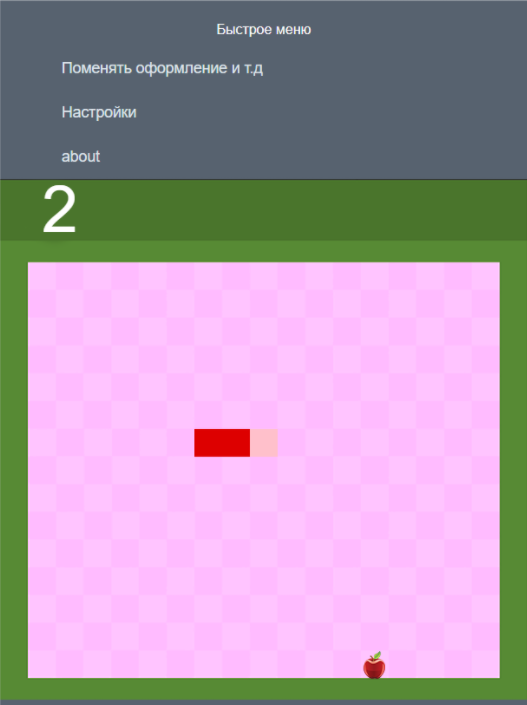 Быстрое меню
Поменять оформление и т.д
Настройки
about
2